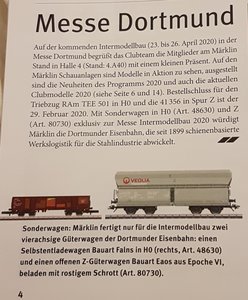 Messe Dortmund
Auf der kommenden Intermodellbau (23. bis 26. April 2020) in der
Messe Dortmund begrüßt das Clubteam die Mitglieder am Märklin
Stand in Halle 4 (Stand: 4.A40) mit einem kleinen Präsent. Auf den
Märklin Schauanlagen sind Modelle in Aktion zu sehen, ausgestellt
sind die Neuheiten des Programms 2020 und auch die aktuellen
Clubmodelle 2020 (siehe Seite 6 und 14). Bestellschluss für den
Triebzug RAm TEE 501 in H0 und die 41 356 in Spur Z ist der
29. Februar 2020. Mit Sonderwagen in H0 (Art. 48630) und Z
(Art. 80730) exklusiv zur Messe Intermodellbau 2020 würdigt
Märklin die Dortmunder Eisenbahn, die seit 1899 schienenbasierte
Werkslogistik für die Stahlindustrie abwickelt.
VEOLIA
Sonderwagen: Märklin fertigt nur für die Intermodellbau zwei
vierachsige Güterwagen der Dortmunder Eisenbahn: einen
Selbstentladewagen Bauart Falns in H0 (rechts, Art. 48630)
und einen offenen Z-Güterwagen Bauart Eaos aus Epoche VI,
beladen mit rostigem Schrott (Art. 80730).
4